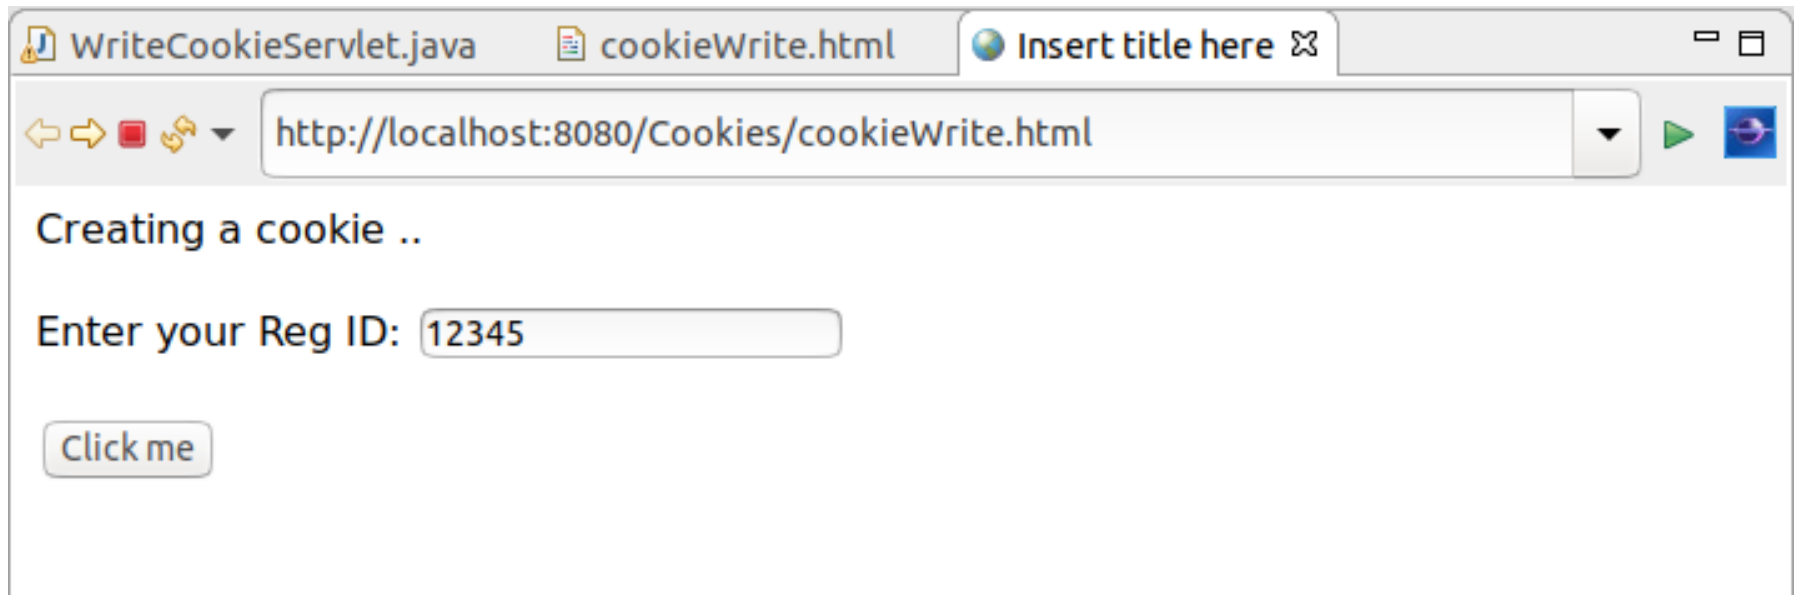 WriteCookieServlet.java cookieWrite.html Insert title here
http://localhost:8080/Cookies/cookieWrite.html
Creating a cookie ..
Enter your Reg ID: 12345
Click me